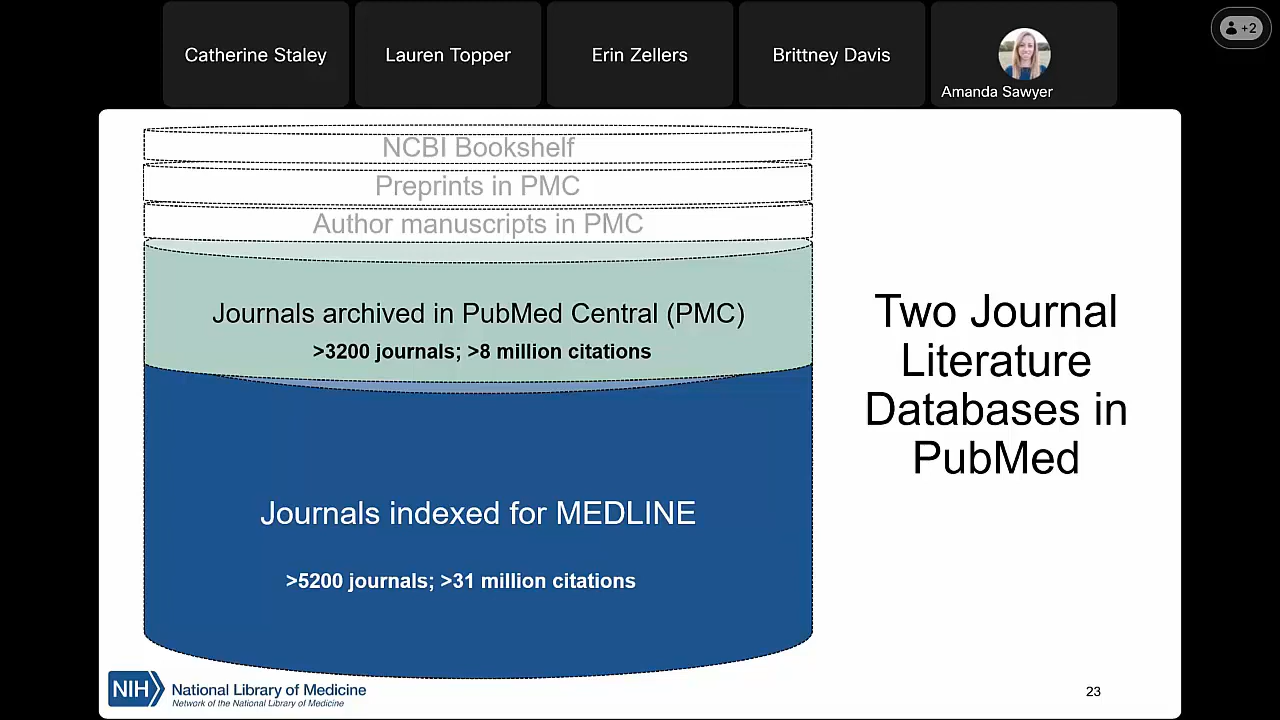 Catherine Staley
Lauren Topper
Erin Zellers
Brittney Davis
Amanda Sawyer
+2
NCBI Bookshelf
Preprints in PMC
Author manuscripts in PMC
Journals archived in PubMed Central (PMC)
>3200 journals; >8 million citations
Journals indexed for MEDLINE
>5200 journals; >31 million citations
Two Journal
Literature
Databases in
PubMed
NIH National Library of Medicine
Network of the National Library of Medicine
23